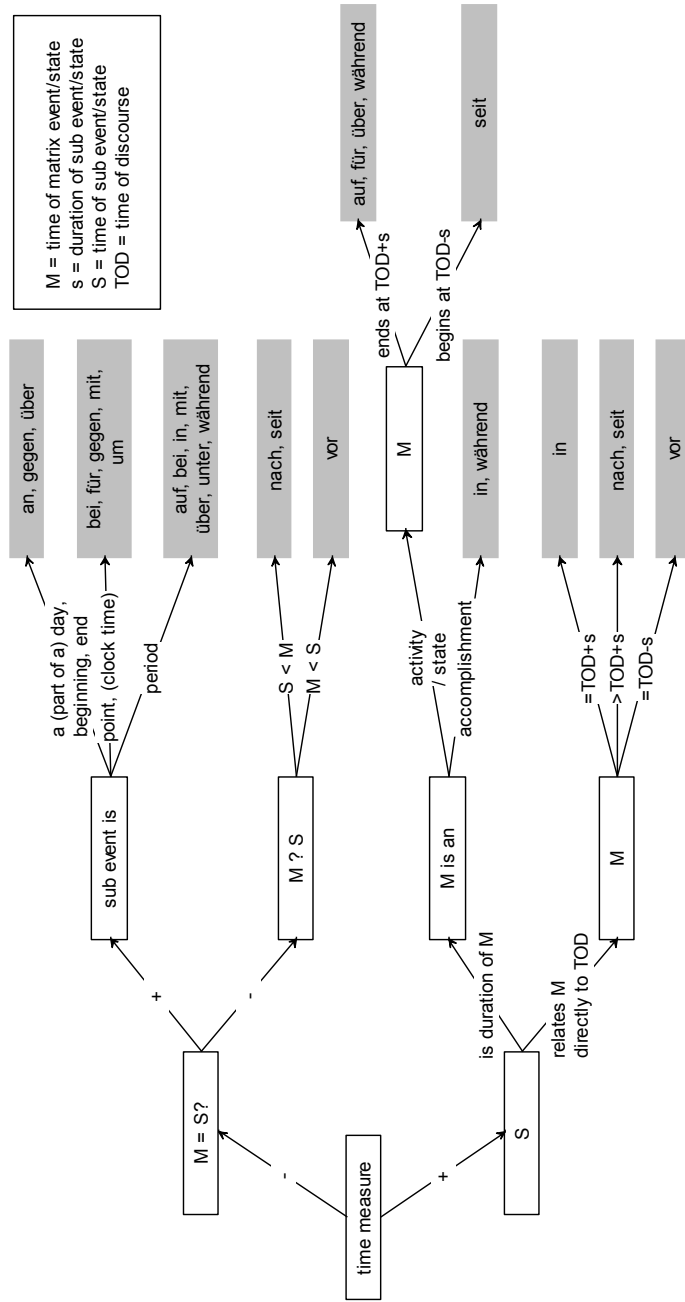 M = time of matrix event/state
s = duration of sub event/state
S = time of sub event/state
TOD = time of discourse
time measure
-
+
M = S?
+
-
sub event is
a (part of a) day,
beginning, end
point, (clock time)
period
an, gegen, über
bei, für, gegen, mit,
um
auf, bei, in, mit,
über, unter, während
M ? S
S < M
M < S
nach, seit
vor
S
is duration of M
relates M
directly to TOD
M is an
activity
/ state
accomplishment
M
ends at TOD+s
begins at TOD-s
auf, für, über, während
seit
in, während
M
=TOD+s
>TOD+s
=TOD-s
in
nach, seit
vor